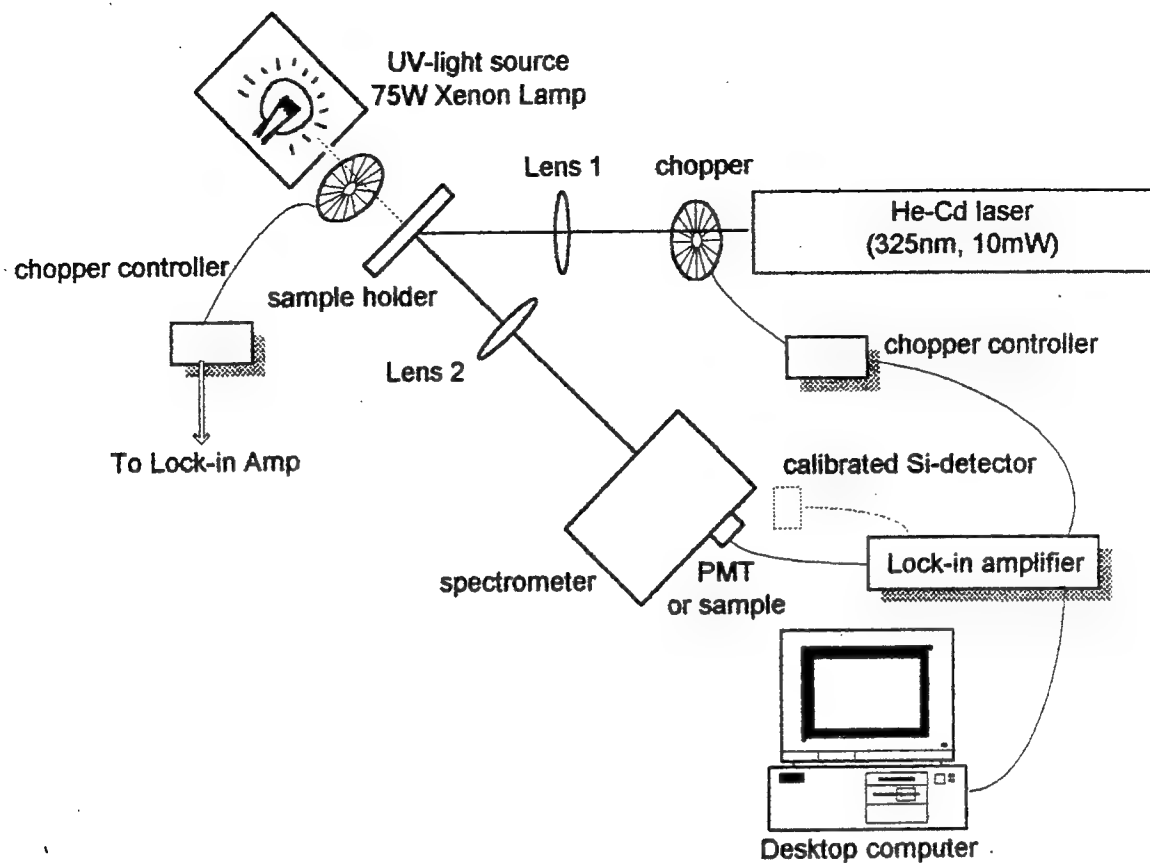 UV-light source
75W Xenon Lamp
Lens 1
chopper
He-Cd laser
(325nm, 10mW)
chopper controller
sample holder
Lens 2
chopper controller
To Lock-in Amp
calibrated Si-detector
spectrometer
PMT
or sample
Lock-in amplifier
Desktop computer